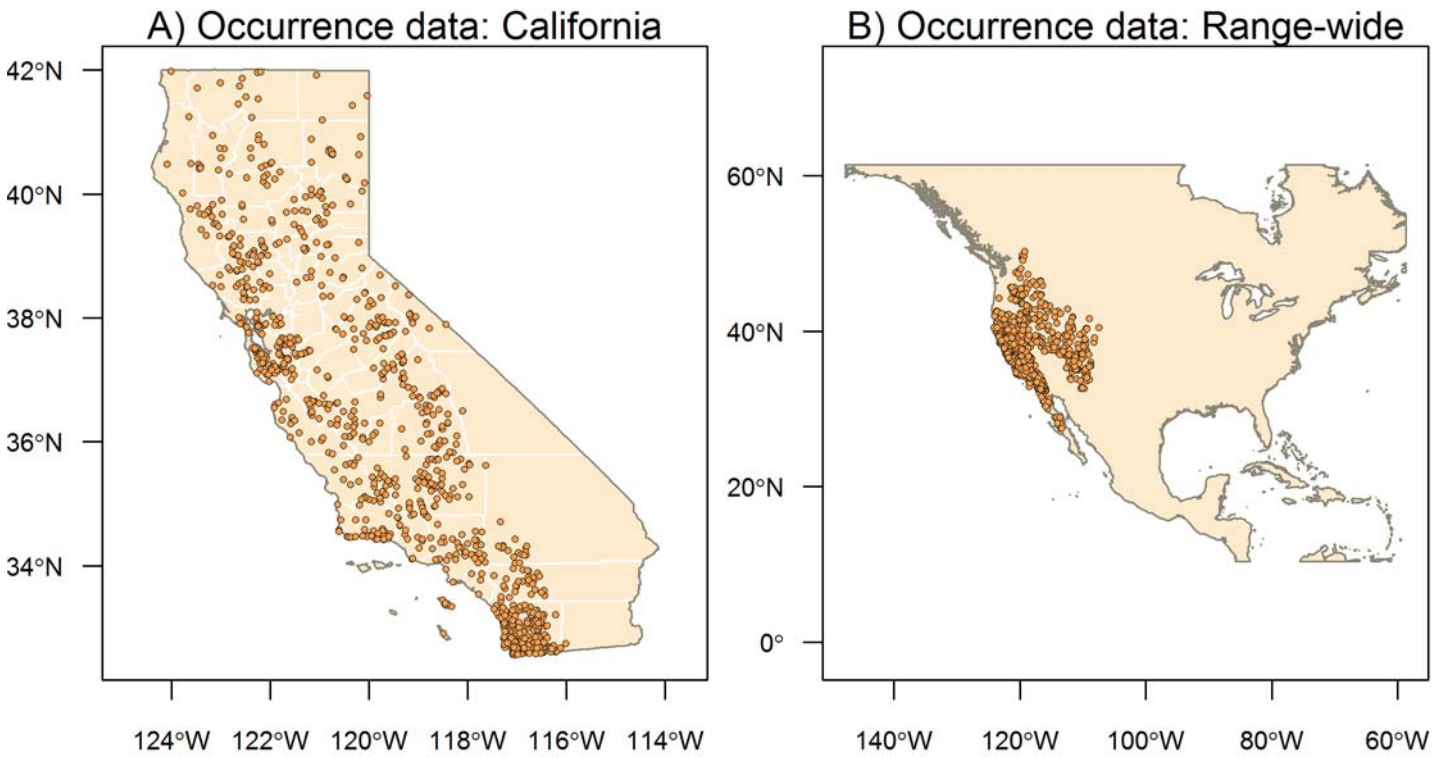 A) Occurrence data: California
42°N
40°N
38°N
36°N
34°N
124°W 122°W 120°W 118°W 116°W 114°W
B) Occurrence data: Range-wide
60°N
40°N
20°N
0°
140°W 120°W 100°W 80°W 60°W